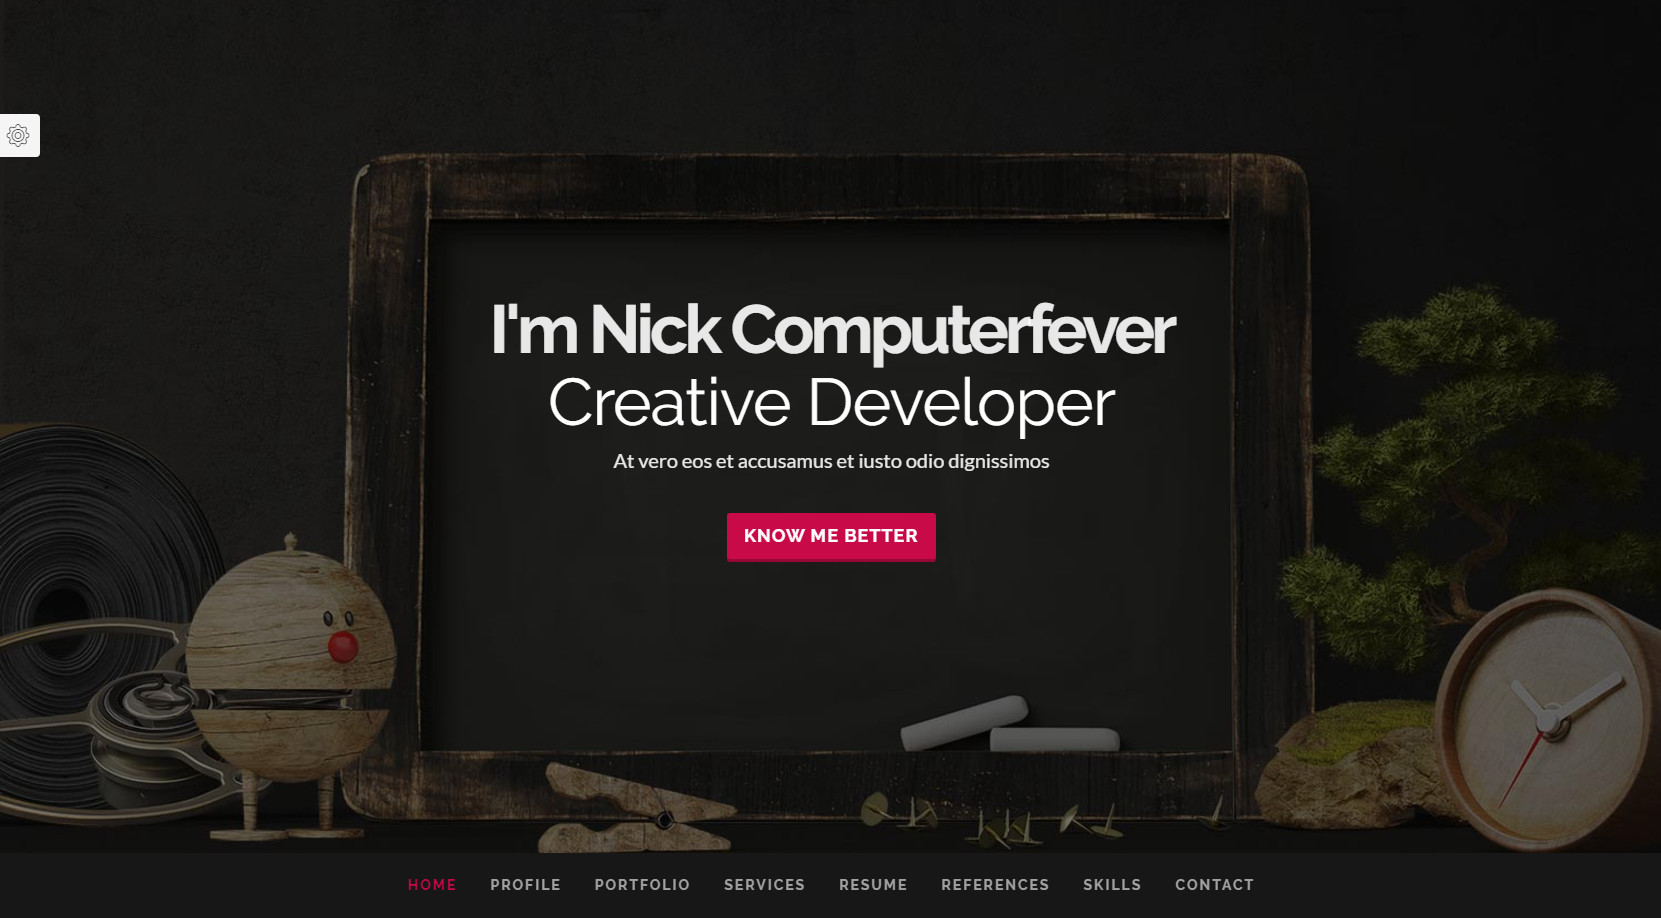 I'm Nick Computerfever
Creative Developer
At vero eos et accusamus et iusto odio dignissimos
KNOW ME BETTER
HOME PROFILE PORTFOLIO SERVICES RESUME REFERENCES SKILLS CONTACT